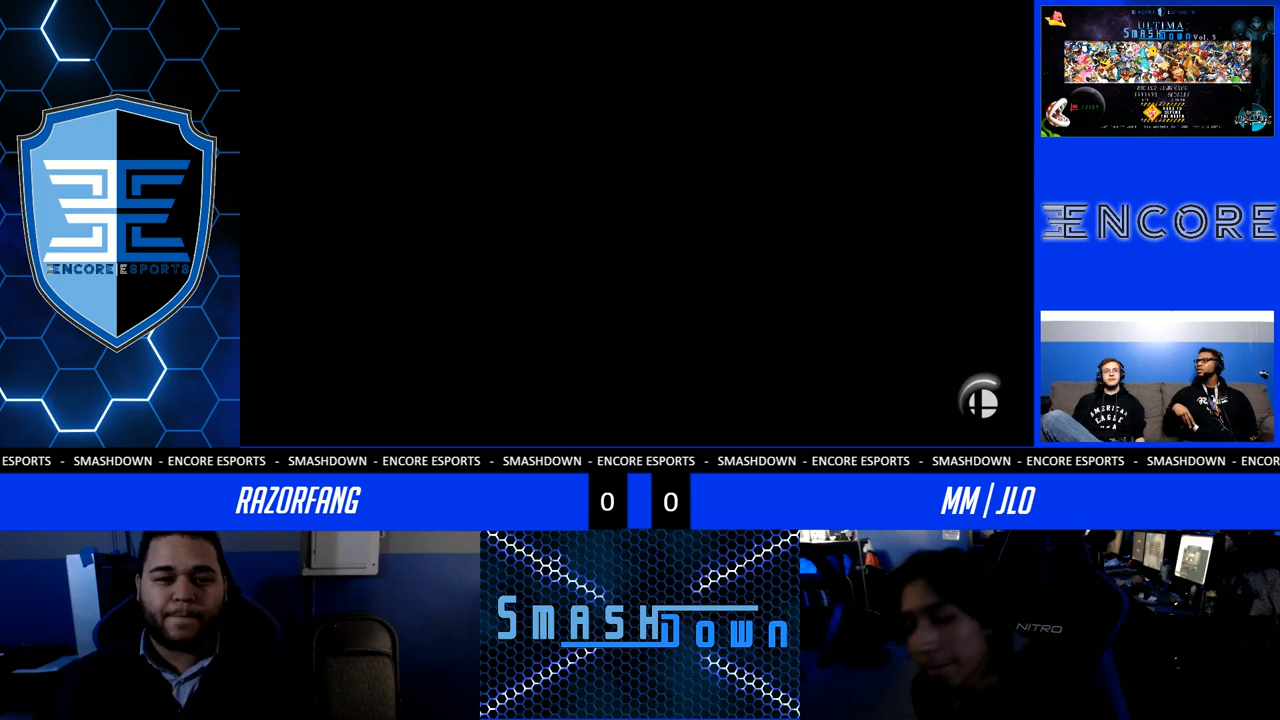 ENCORE ESPORTS
ULTIMA
SMASHDOWN Vol. 5
ENCORE
AMERICAN
EAGLE
ESPORTS - SMASHDOWN - ENCORE ESPORTS - SMASHDOWN - ENCORE ESPORTS - SMASHDOWN - ENCORE ESPORTS - SMASHDOWN - ENCORE ESPORTS - SMASHDOWN - ENCORE ESPORTS - SMASHDOWN - ENCOR
RAZORFANG 0 0 MM | JLO
SMASHDOWN
NITRO